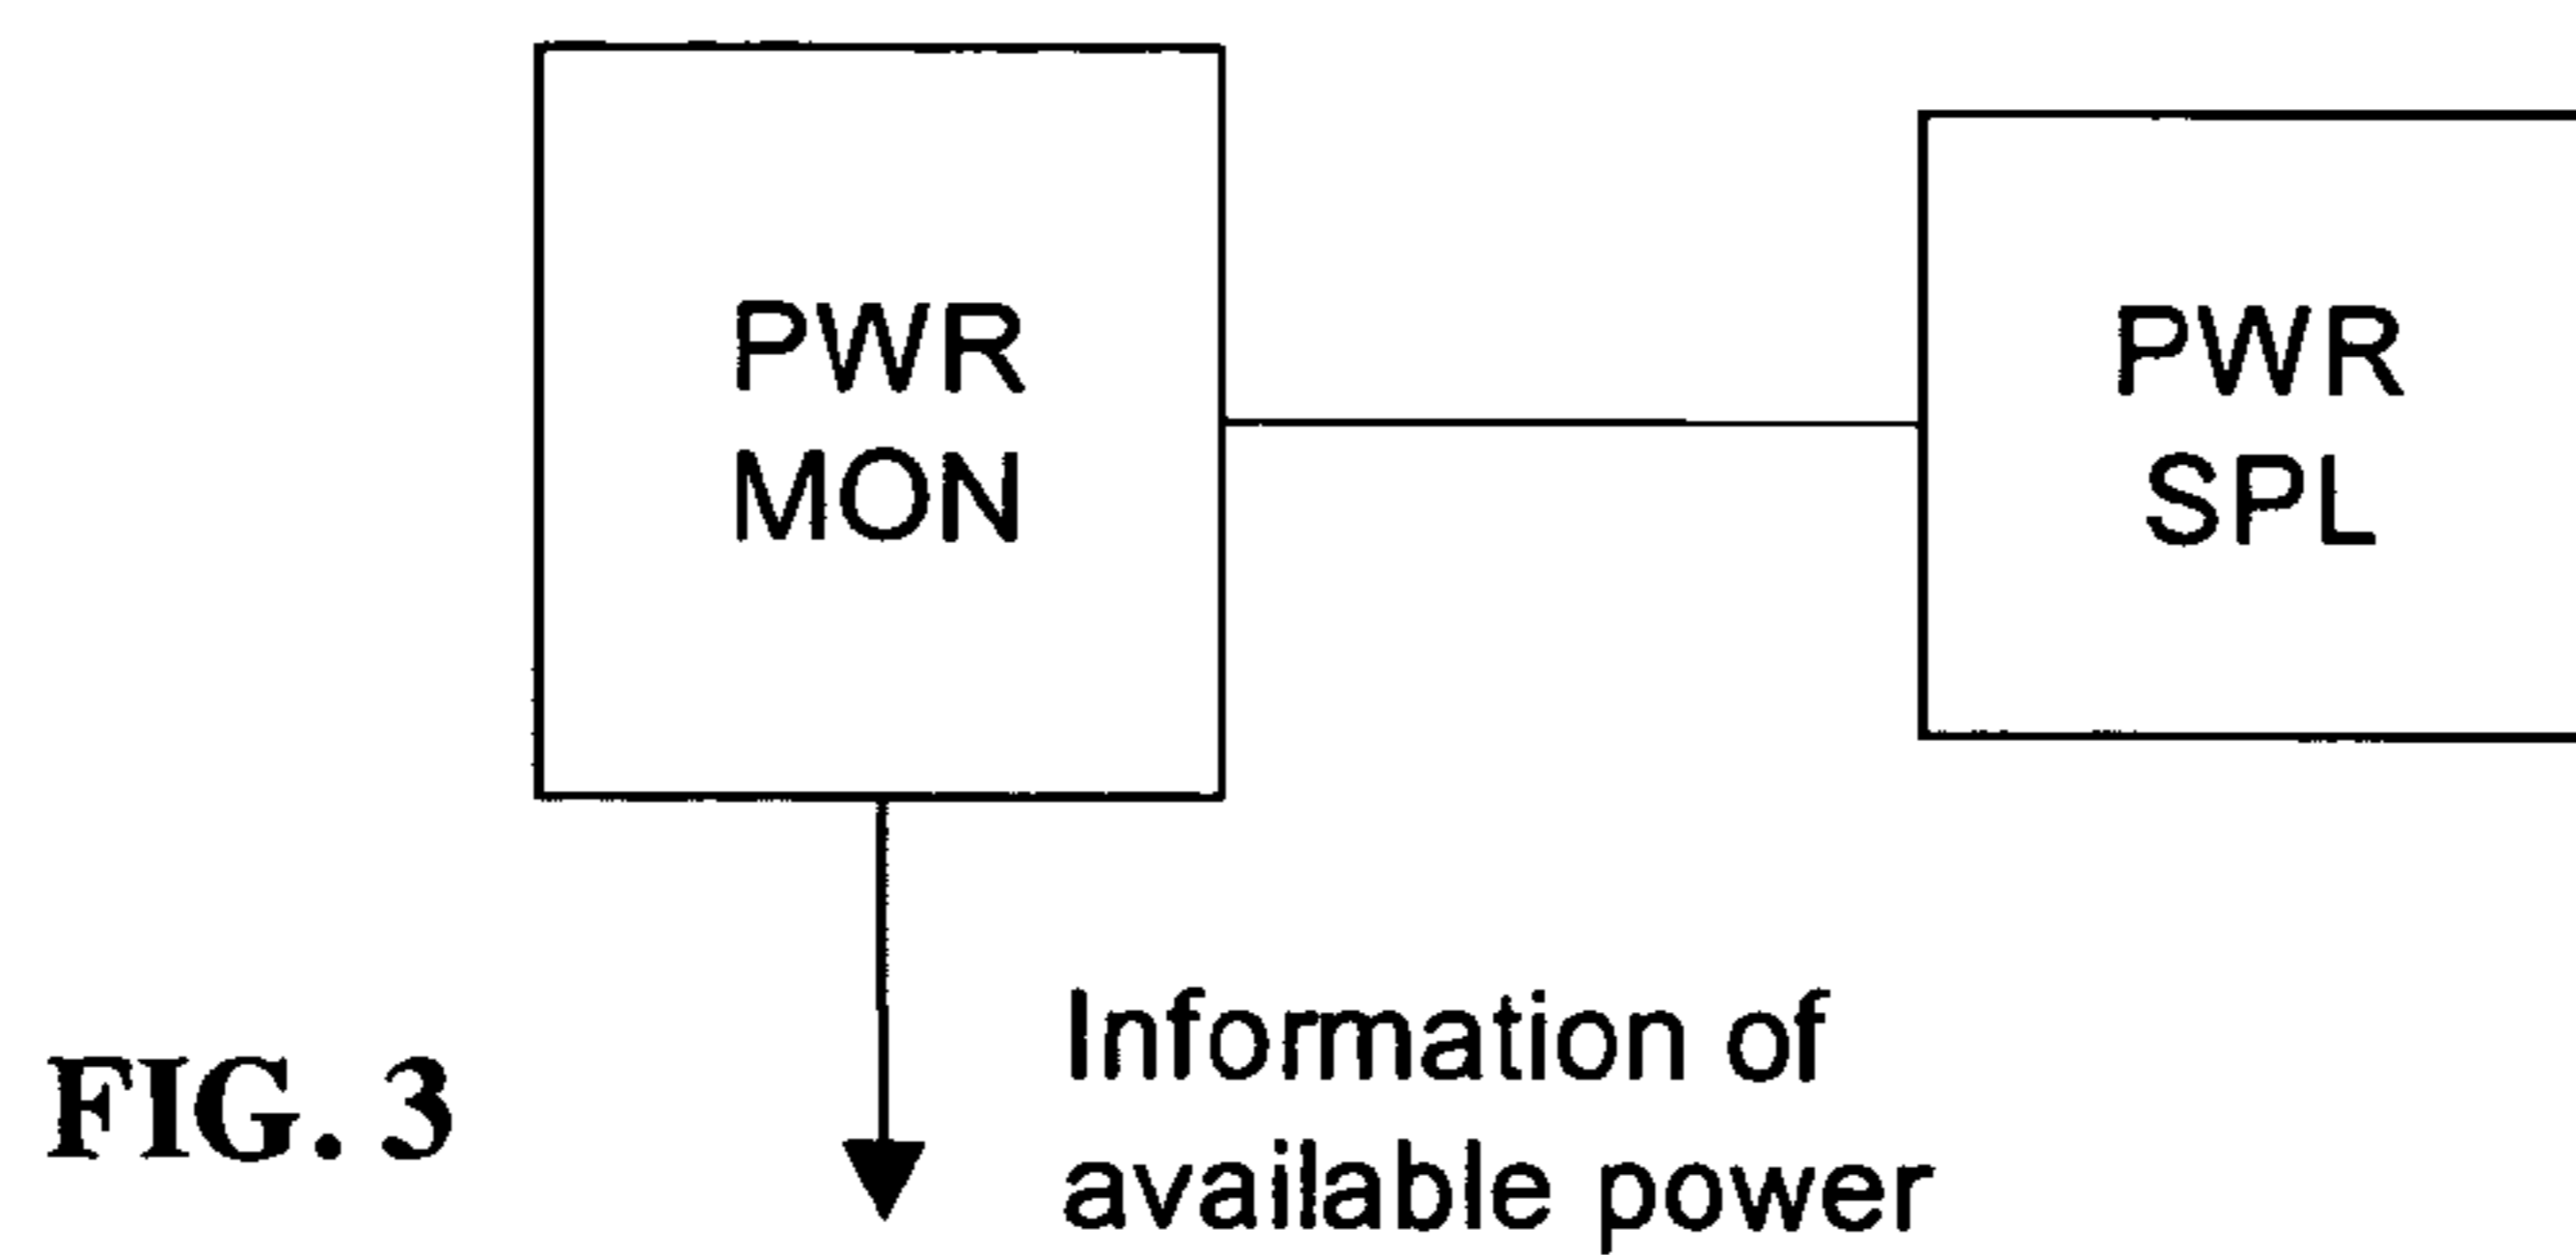 PWR
MON
PWR
SPL
Information of
available power
FIG. 3